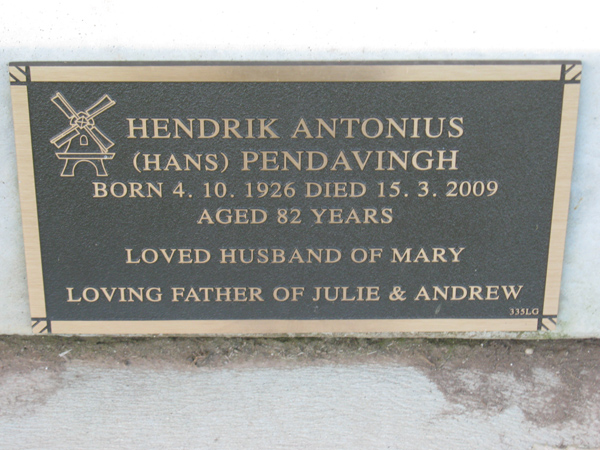 HENDRIK ANTONIUS
(HANS) PENDAVINGH
BORN 4. 10. 1926 DIED 15. 3. 2009
AGED 82 YEARS
LOVED HUSBAND OF MARY
LOVING FATHER OF JULIE & ANDREW
335LG